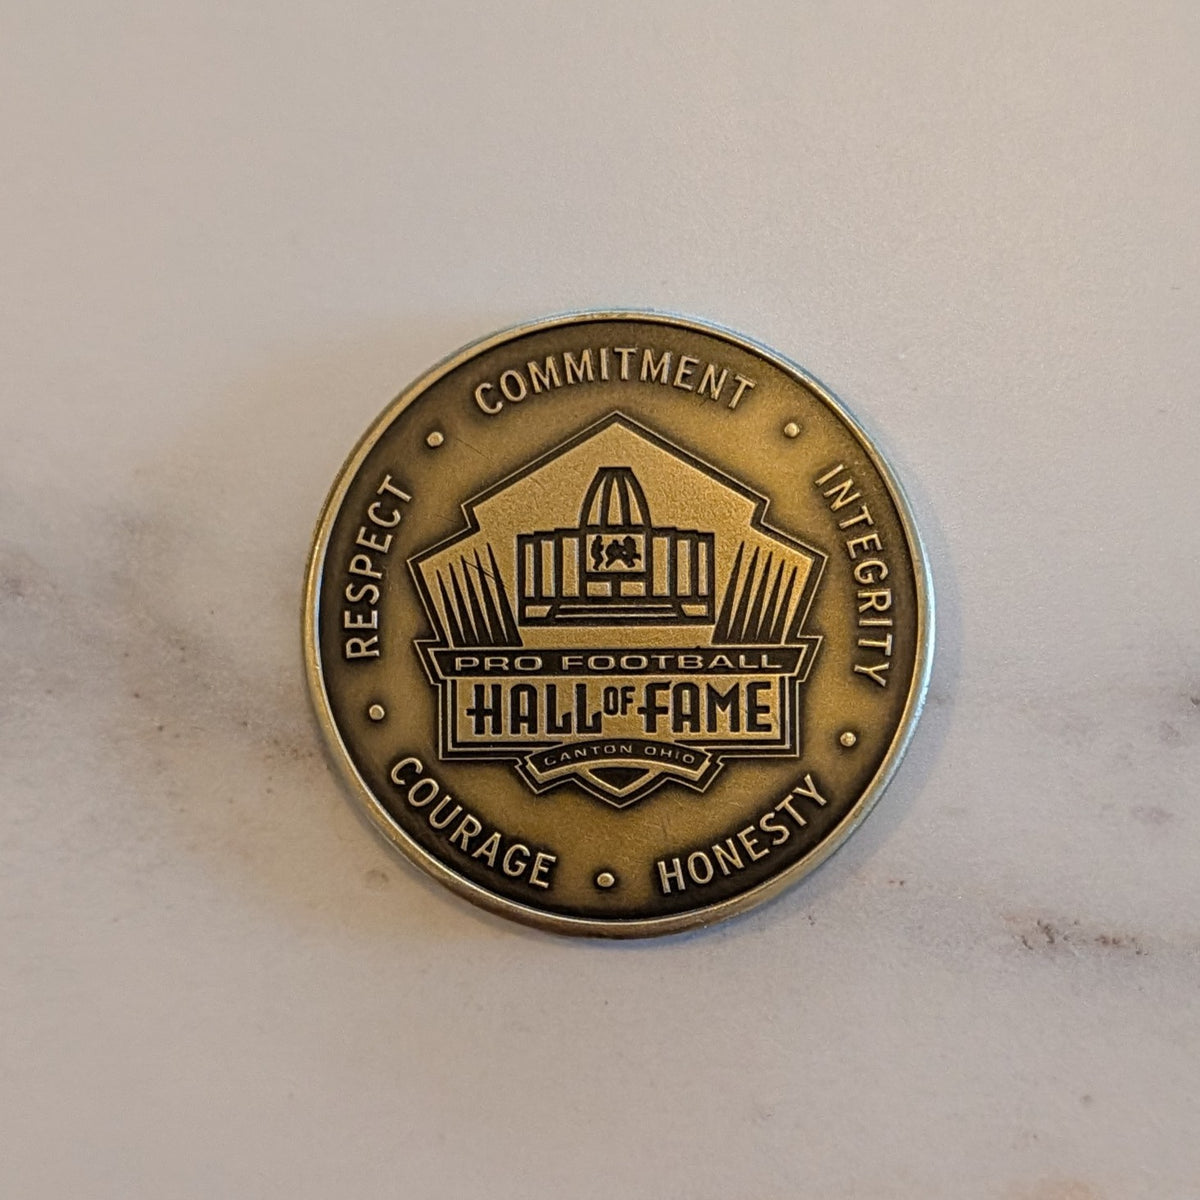 COMMITMENT
INTEGRITY
HONESTY
COURAGE
RESPECT
PRO FOOTBALL
HALL OF FAME
CANTON OHIO